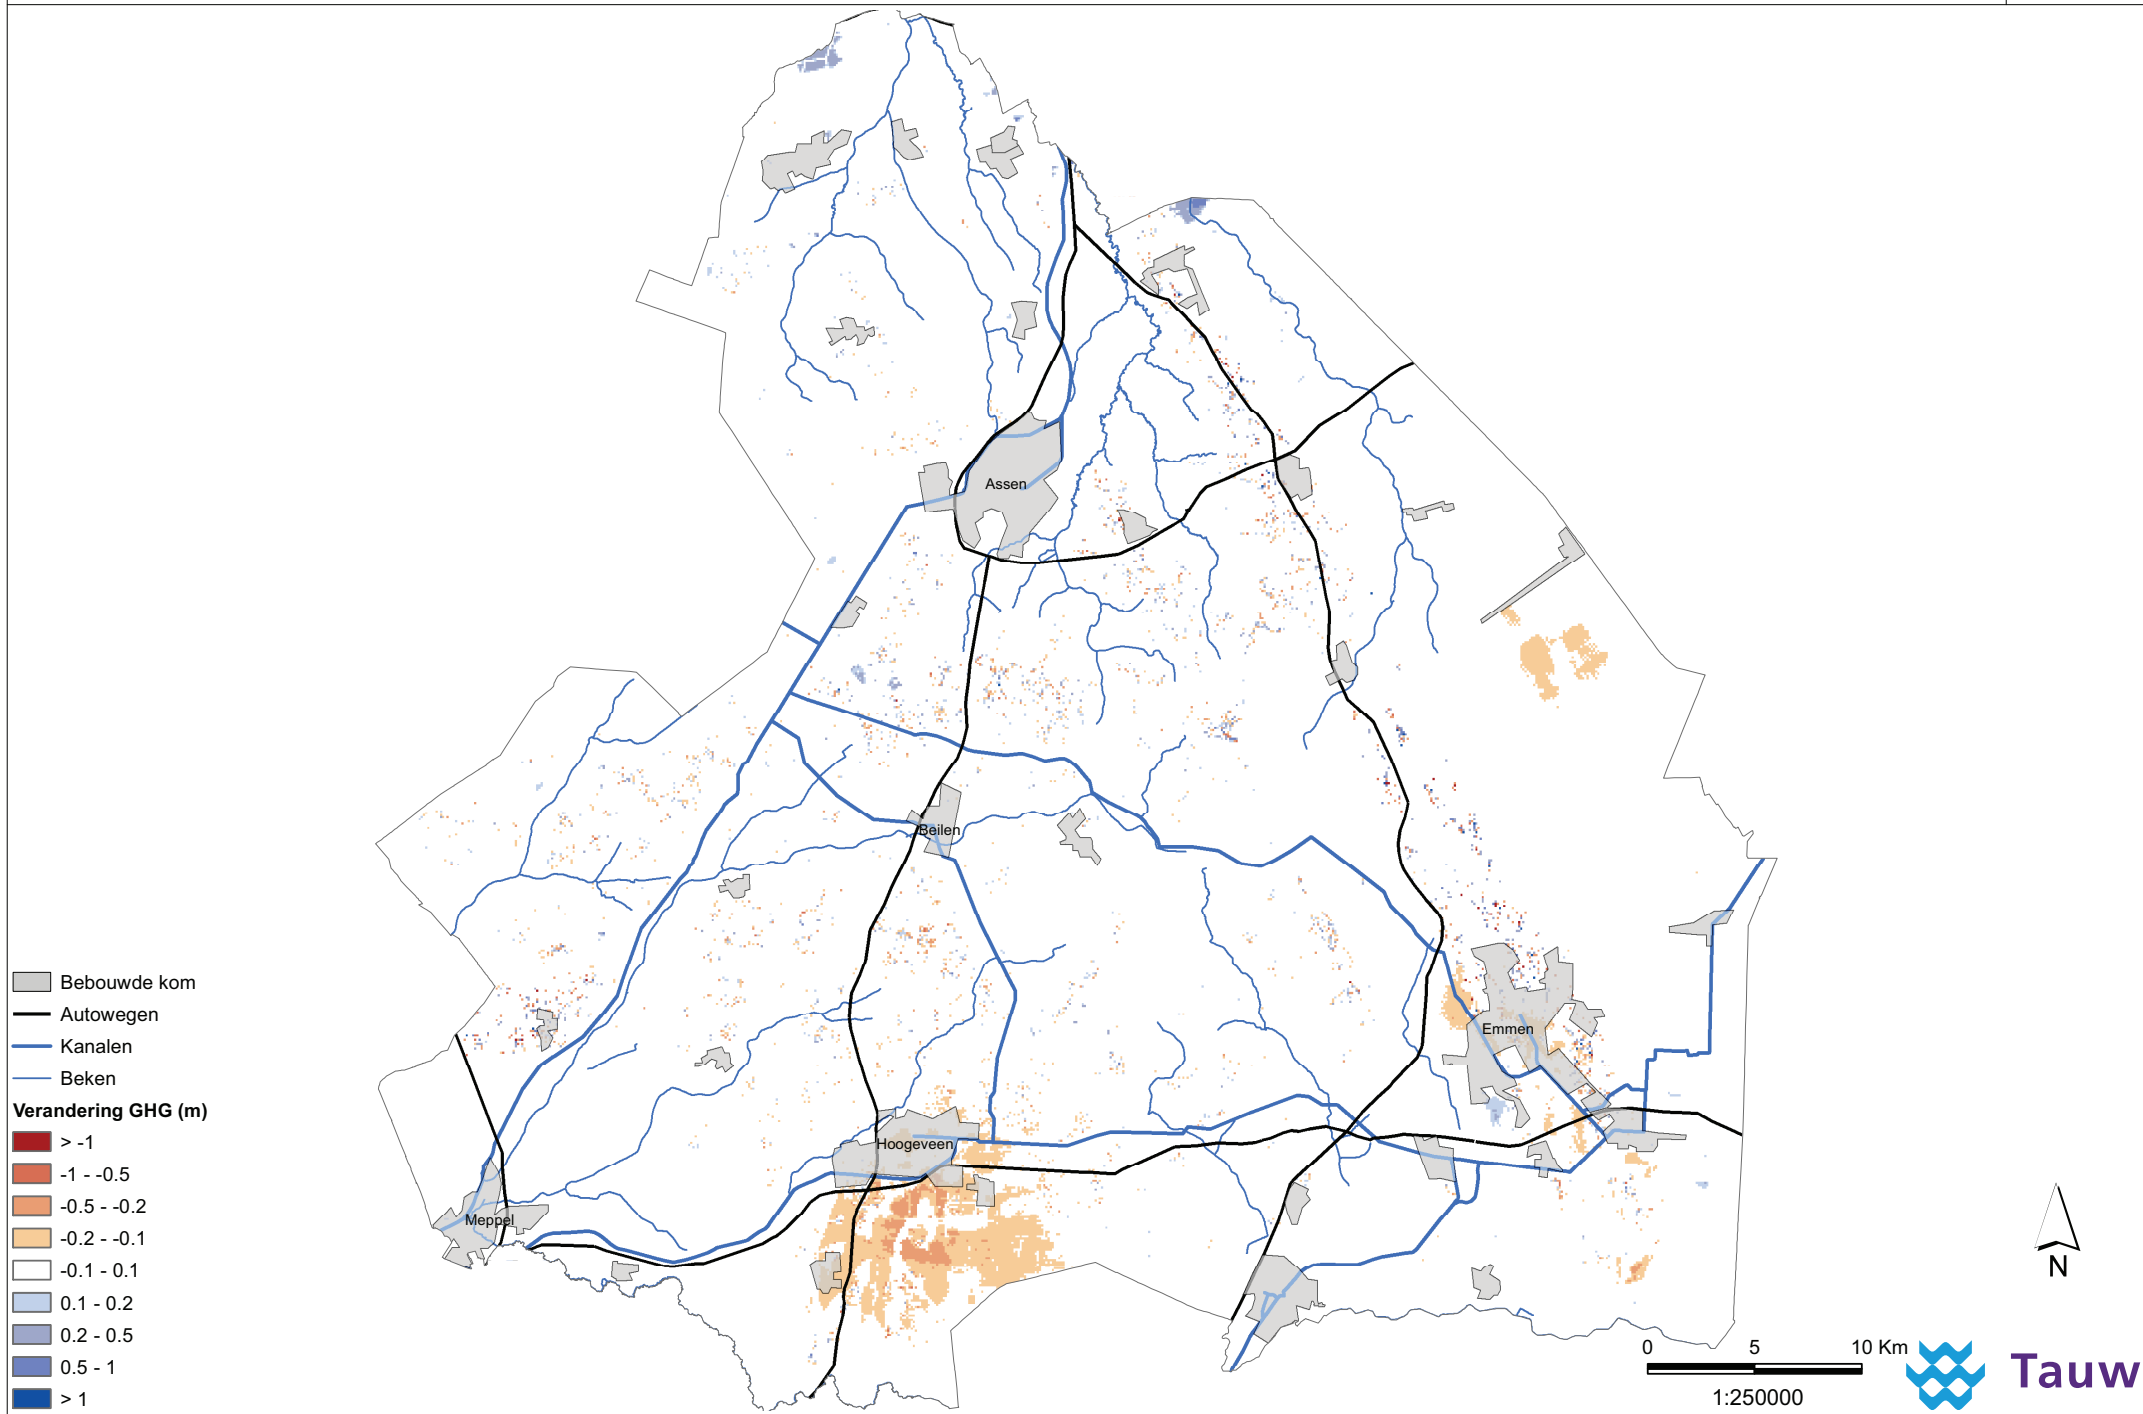 Assen
Beilen
Emmen
Hoogeveen
Meppel
Bebouwde kom
Autowegen
Kanalen
Beken
Verandering GHG (m)
> -1
-1 - -0.5
-0.5 - -0.2
-0.2 - -0.1
-0.1 - 0.1
0.1 - 0.2
0.2 - 0.5
0.5 - 1
> 1
N
0 5 10 Km
1:250000
Tauw